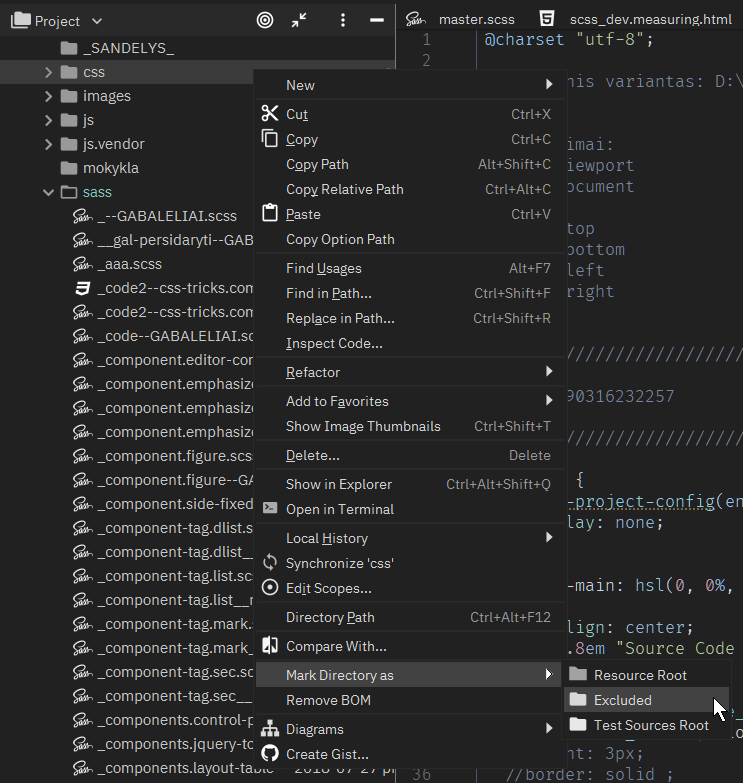 Project
master.scss
scss_dev.measuring.html
_SANDELYS_
css
images
js
js.vendor
mokykla
sass
_--GABALELIAI.scss
__gal-persidaryti--GAB
_aaa.scss
_code2--css-tricks.com
_code2--css-tricks.com
_code--GABALELIAI.sc
_component.editor-cor
_component.emphasize
_component.emphasize
_component.emphasize
_component.figure.scss
_component.figure--GA
_component.side-fixed
_component-tag.dlist.s
_component-tag.dlist__
_component-tag.list.sc
_component-tag.list__r
_component-tag.mark.
_component-tag.mark_
_component-tag.sec.sc
_component-tag.sec__
_components.control-p
_components.jquery-to
_components.layout-table
New
Cut Ctrl+X
Copy Ctrl+C
Copy Path Alt+Shift+C
Copy Relative Path Ctrl+Alt+C
Paste Ctrl+V
Copy Option Path
Find Usages Alt+F7
Find in Path... Ctrl+Shift+F
Replace in Path... Ctrl+Shift+R
Inspect Code...
Refactor
Add to Favorites
Show Image Thumbnails Ctrl+Shift+T
Delete... Delete
Show in Explorer Ctrl+Alt+Shift+Q
Open in Terminal
Local History
Synchronize 'css'
Edit Scopes...
Directory Path Ctrl+Alt+F12
Compare With...
Mark Directory as
Remove BOM
Diagrams
Create Gist...
Resource Root
Excluded
Test Sources Root
1 @charset "utf-8";
2
his variantas: D:\
imai:
iewport
ocument
top
bottom
left
right
///////////////////
90316232257
///////////////////
{
-project-config(en
lay: none;
-main: hsl(0, 0%,
lign: center;
.8em "Source Code
nt: 3px;
36 //border: solid ;